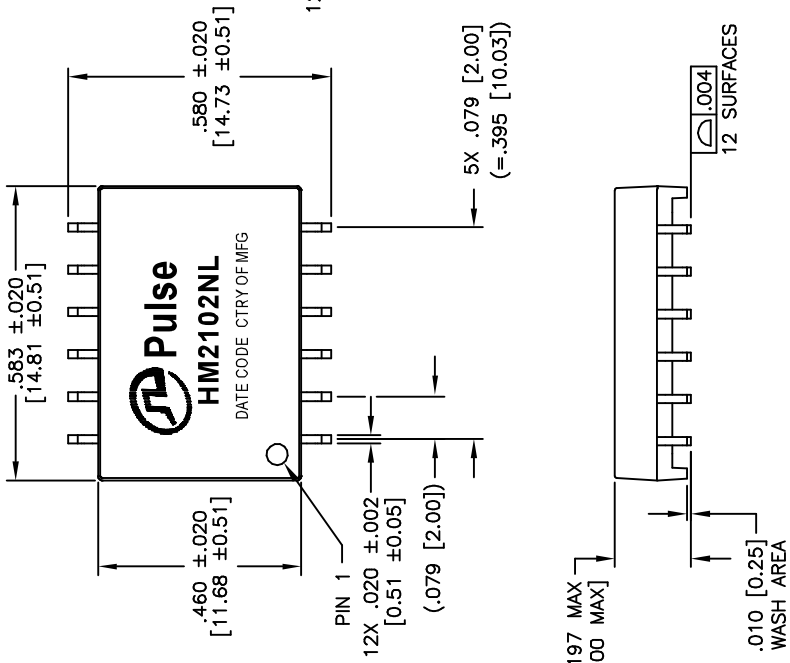 .580 ±.020
[14.73 ±0.51]
.583 ±.020
[14.81 ±0.51]
Pulse
HM2102NL
DATE CODE CTRY OF MFG
5X .079 [2.00]
(=.395 [10.03])
.460 ±.020
[11.68 ±0.51]
PIN 1
12X .020 ±.002
[0.51 ±0.05]
(.079 [2.00])
.004
12 SURFACES
197 MAX
00 MAX]
.010 [0.25]
WASH AREA